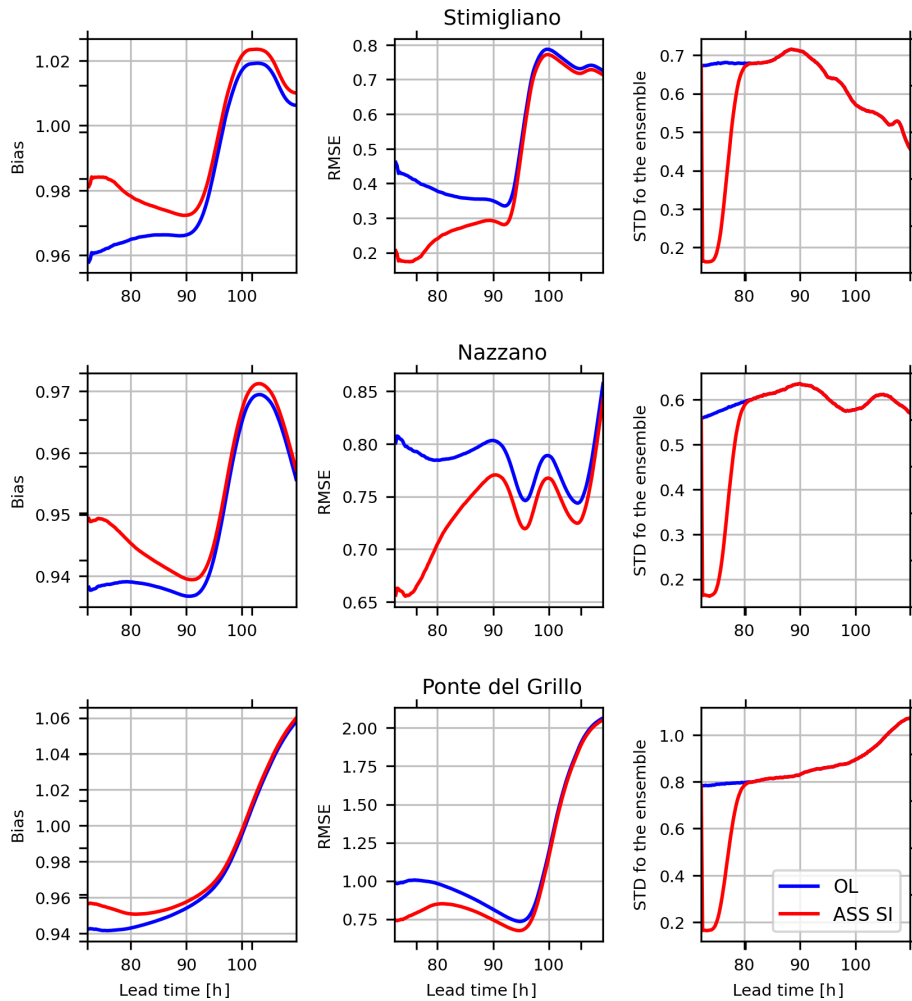 Stimigliano
Bias
1.02
1.00
0.98
0.96
80 90 100
RMSE
0.8
0.7
0.6
0.5
0.4
0.3
0.2
80 90 100
STD fo the ensemble
0.7
0.6
0.5
0.4
0.3
0.2
80 90 100
Nazzano
Bias
0.97
0.96
0.95
0.94
80 90 100
RMSE
0.85
0.80
0.75
0.70
0.65
80 90 100
STD fo the ensemble
0.6
0.5
0.4
0.3
0.2
80 90 100
Ponte del Grillo
Bias
1.06
1.04
1.02
1.00
0.98
0.96
0.94
80 90 100
Lead time [h]
RMSE
2.00
1.75
1.50
1.25
1.00
0.75
80 90 100
Lead time [h]
STD fo the ensemble
1.0
0.8
0.6
0.4
0.2
OL
ASS SI
80 90 100
Lead time [h]